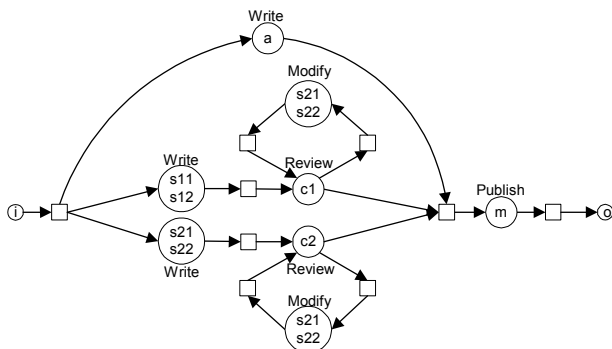 Write
a
Modify
s21
s22
Write
Review
s11
s12
c1
Publish
i
m
o
s21
s22
c2
Write
Review
Modify
s21
s22